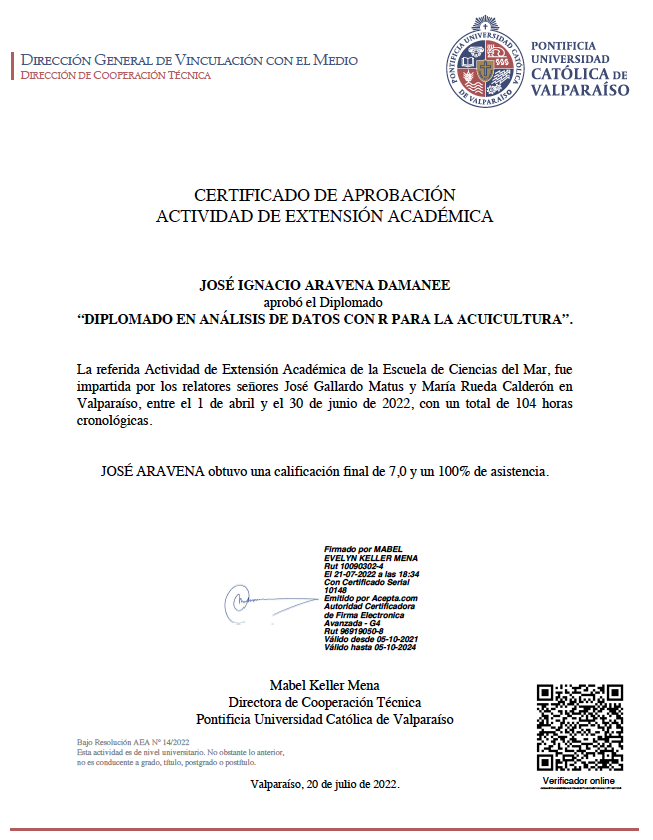 DIRECCIÓN GENERAL DE VINCULACIÓN CON EL MEDIO
DIRECCIÓN DE COOPERACIÓN TÉCNICA
PONTIFICIA UNIVERSIDAD CATÓLICA DE VALPARAÍSO
PONTIFICIA
UNIVERSIDAD
CATÓLICA DE
VALPARAÍSO
CERTIFICADO DE APROBACIÓN
ACTIVIDAD DE EXTENSIÓN ACADÉMICA
JOSÉ IGNACIO ARAVENA DAMANEE
aprobó el Diplomado
“DIPLOMADO EN ANÁLISIS DE DATOS CON R PARA LA ACUICULTURA”.
La referida Actividad de Extensión Académica de la Escuela de Ciencias del Mar, fue
impartida por los relatores señores José Gallardo Matus y María Rueda Calderón en
Valparaíso, entre el 1 de abril y el 30 de junio de 2022, con un total de 104 horas
cronológicas.
JOSÉ ARAVENA obtuvo una calificación final de 7,0 y un 100% de asistencia.
Firmado por MABEL
EVELYN KELLER MENA
Rut 10090302-4
El 21-07-2022 a las 18:34
Con Certificado Serial
10148
Emitido por Acepta.com
Autoridad Certificadora
de Firma Electronica
Avanzada - G4
Rut 96919050-8
Válido desde 05-10-2021
Válido hasta 05-10-2024
Mabel Keller Mena
Directora de Cooperación Técnica
Pontificia Universidad Católica de Valparaíso
Bajo Resolución AEA Nº 14/2022
Esta actividad es de nivel universitario. No obstante lo anterior,
no es conducente a grado, título, postgrado o postítulo.
Verificador online
Valparaíso, 20 de julio de 2022.